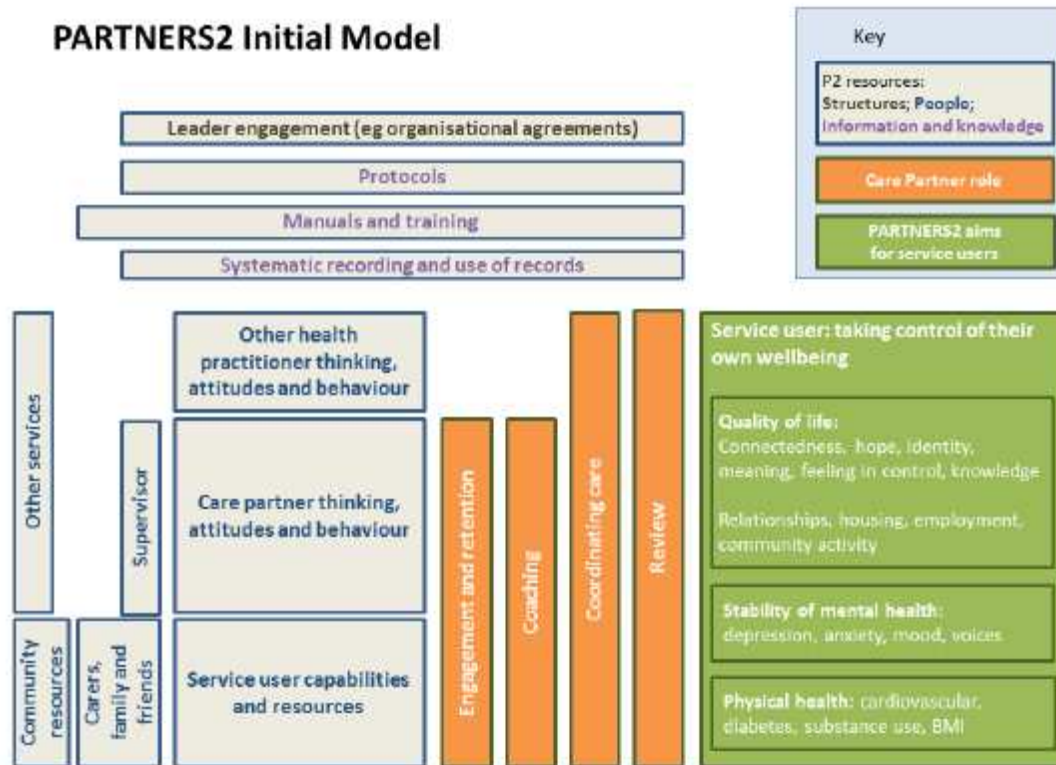 PARTNERS2 Initial Model
Key
P2 resources:
Structures; People;
Information and knowledge
Care Partner role
PARTNERS2 aims
for service users
Leader engagement (eg organisational agreements)
Protocols
Manuals and training
Systematic recording and use of records
Other services
Community
resources
Carers,
family and
friends
Supervisor
Other health
practitioner thinking,
attitudes and behaviour
Care partner thinking,
attitudes and behaviour
Service user capabilities
and resources
Engagement and retention
Coaching
Coordinating care
Review
Service user: taking control of their
own wellbeing
Quality of life:
Connectedness, hope, identity,
meaning, feeling in control, knowledge
Relationships, housing, employment,
community activity
Stability of mental health:
depression, anxiety, mood, voices
Physical health: cardiovascular,
diabetes, substance use, BMI